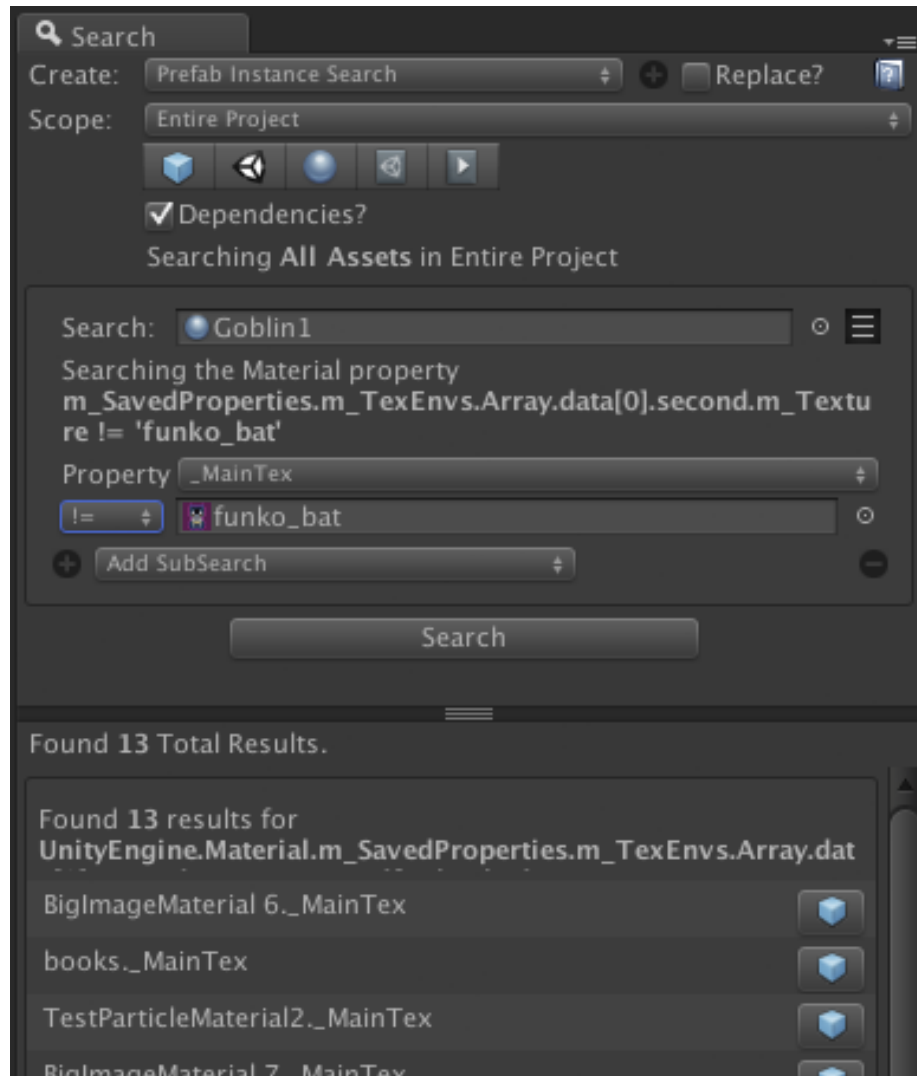 Search
Create: Prefab Instance Search Replace?
Scope: Entire Project
Dependencies?
Searching All Assets in Entire Project
Search: Goblin1
Searching the Material property
m_SavedProperties.m_TexEnvs.Array.data[0].second.m_Textu
re != 'funko_bat'
Property _MainTex
!= funko_bat
Add SubSearch
Search
Found 13 Total Results.
Found 13 results for
UnityEngine.Material.m_SavedProperties.m_TexEnvs.Array.dat
BigImageMaterial 6._MainTex
books._MainTex
TestParticleMaterial2._MainTex
BigImageMaterial 7._MainTex